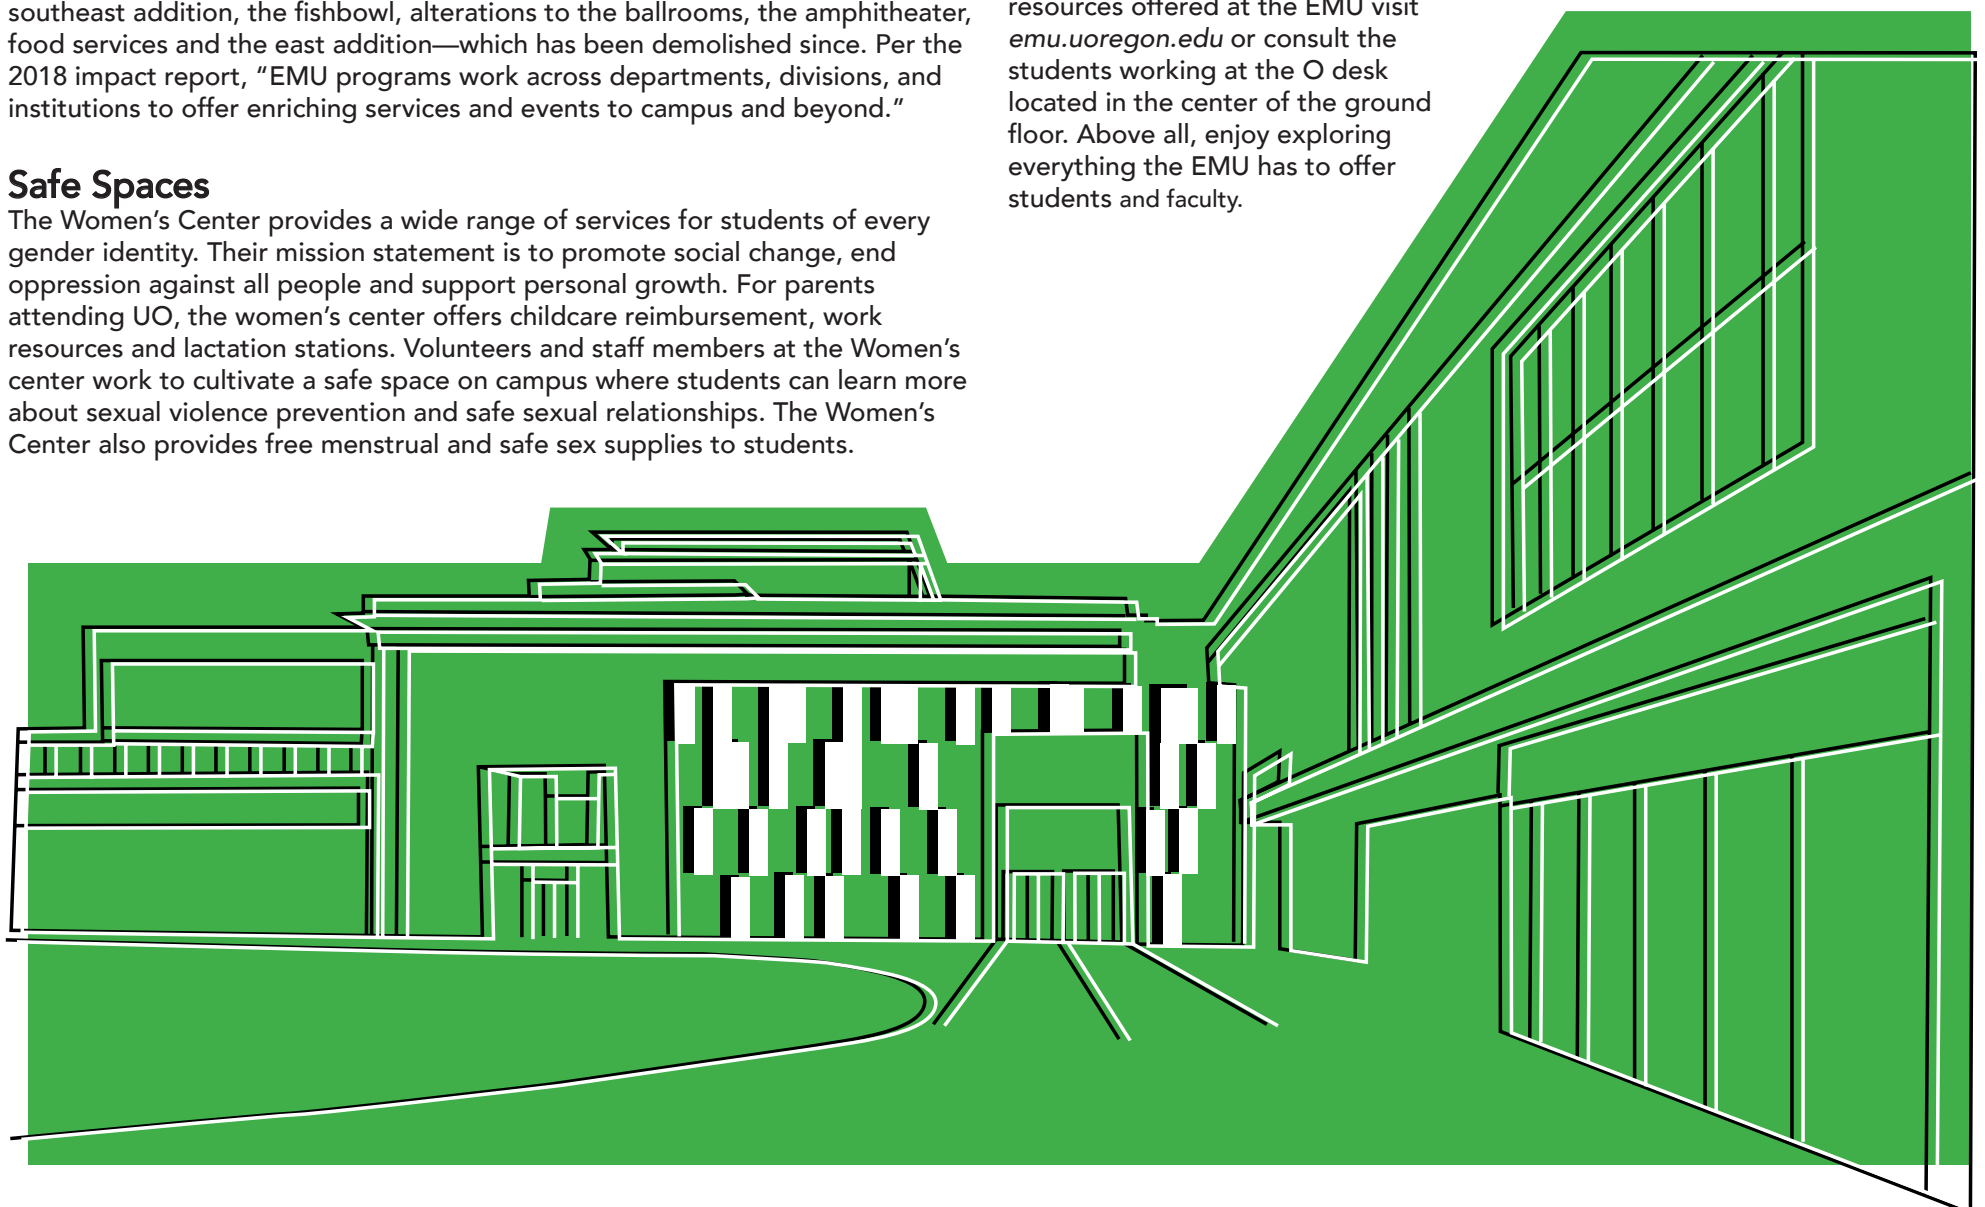 southeast addition, the fishbowl, alterations to the ballrooms, the amphitheater,
food services and the east addition—which has been demolished since. Per the
2018 impact report, “EMU programs work across departments, divisions, and
institutions to offer enriching services and events to campus and beyond.”
Safe Spaces
The Women’s Center provides a wide range of services for students of every
gender identity. Their mission statement is to promote social change, end
oppression against all people and support personal growth. For parents
attending UO, the women’s center offers childcare reimbursement, work
resources and lactation stations. Volunteers and staff members at the Women’s
center work to cultivate a safe space on campus where students can learn more
about sexual violence prevention and safe sexual relationships. The Women’s
Center also provides free menstrual and safe sex supplies to students.
resources offered at the EMU visit
emu.uoregon.edu or consult the
students working at the O desk
located in the center of the ground
floor. Above all, enjoy exploring
everything the EMU has to offer
students and faculty.